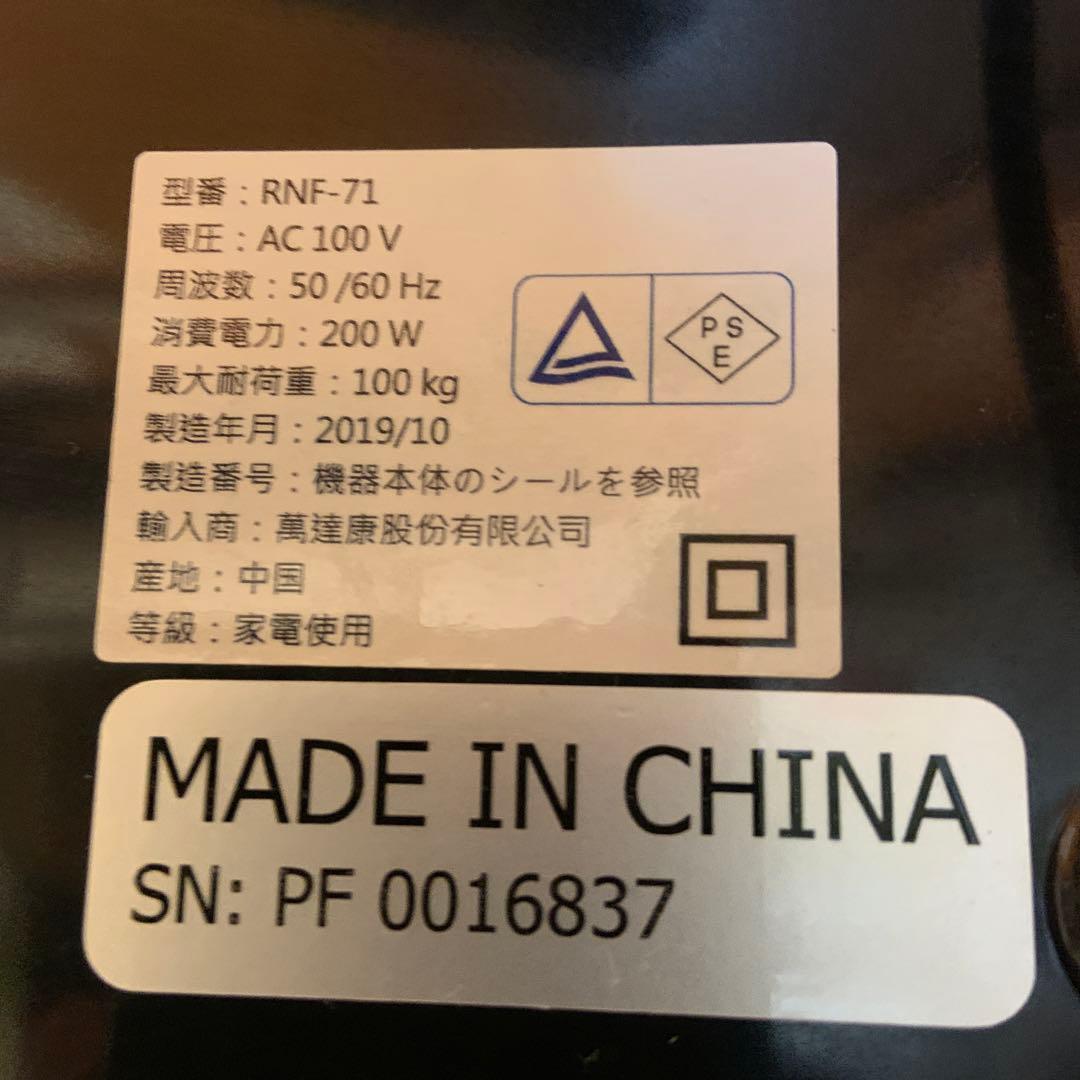 型番：RNF-71
電圧：AC 100 V
周波数：50 /60 Hz
消費電力：200 W
最大耐荷重：100 kg
製造年月：2019/10
製造番号：機器本体のシールを参照
輸入商：萬達康股份有限公司
産地：中国
等級：家電使用
P S
E
MADE IN CHINA
SN: PF 0016837